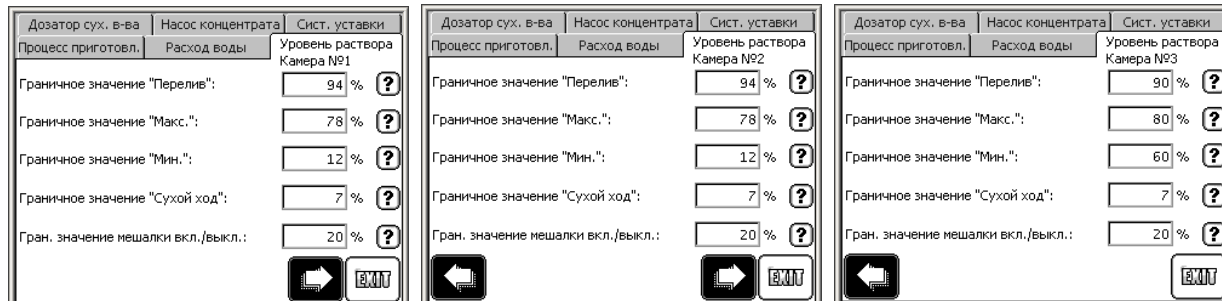 Дозатор сух. в-ва Насос концентрата Сист. уставки
Процесс приготовл. Расход воды Уровень раствора
Камера №1
Граничное значение "Перелив": 94 % ?
Граничное значение "Макс.": 78 % ?
Граничное значение "Мин.": 12 % ?
Граничное значение "Сухой ход": 7 % ?
Гран. значение мешалки вкл./выкл.: 20 % ?
EXIT
Дозатор сух. в-ва Насос концентрата Сист. уставки
Процесс приготовл. Расход воды Уровень раствора
Камера №2
Граничное значение "Перелив": 94 % ?
Граничное значение "Макс.": 78 % ?
Граничное значение "Мин.": 12 % ?
Граничное значение "Сухой ход": 7 % ?
Гран. значение мешалки вкл./выкл.: 20 % ?
EXIT
Дозатор сух. в-ва Насос концентрата Сист. уставки
Процесс приготовл. Расход воды Уровень раствора
Камера №3
Граничное значение "Перелив": 90 % ?
Граничное значение "Макс.": 80 % ?
Граничное значение "Мин.": 60 % ?
Граничное значение "Сухой ход": 7 % ?
Гран. значение мешалки вкл./выкл.: 20 % ?
EXIT